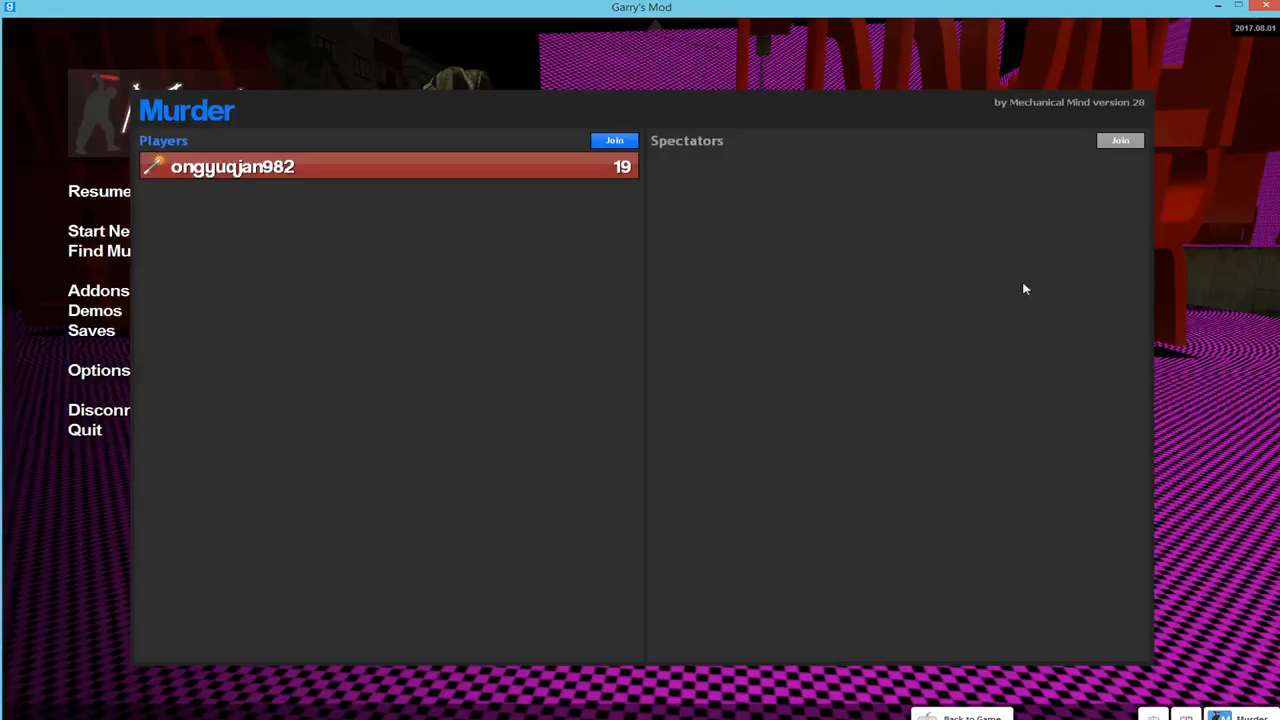 Garry's Mod
2017.08.01
Murder
by Mechanical Mind version 28
Players
Join
Spectators
Join
ongyuqjan982
19
Resume
Start Ne
Find Mu
Addons
Demos
Saves
Options
Disconn
Quit
Back to Game
Murder